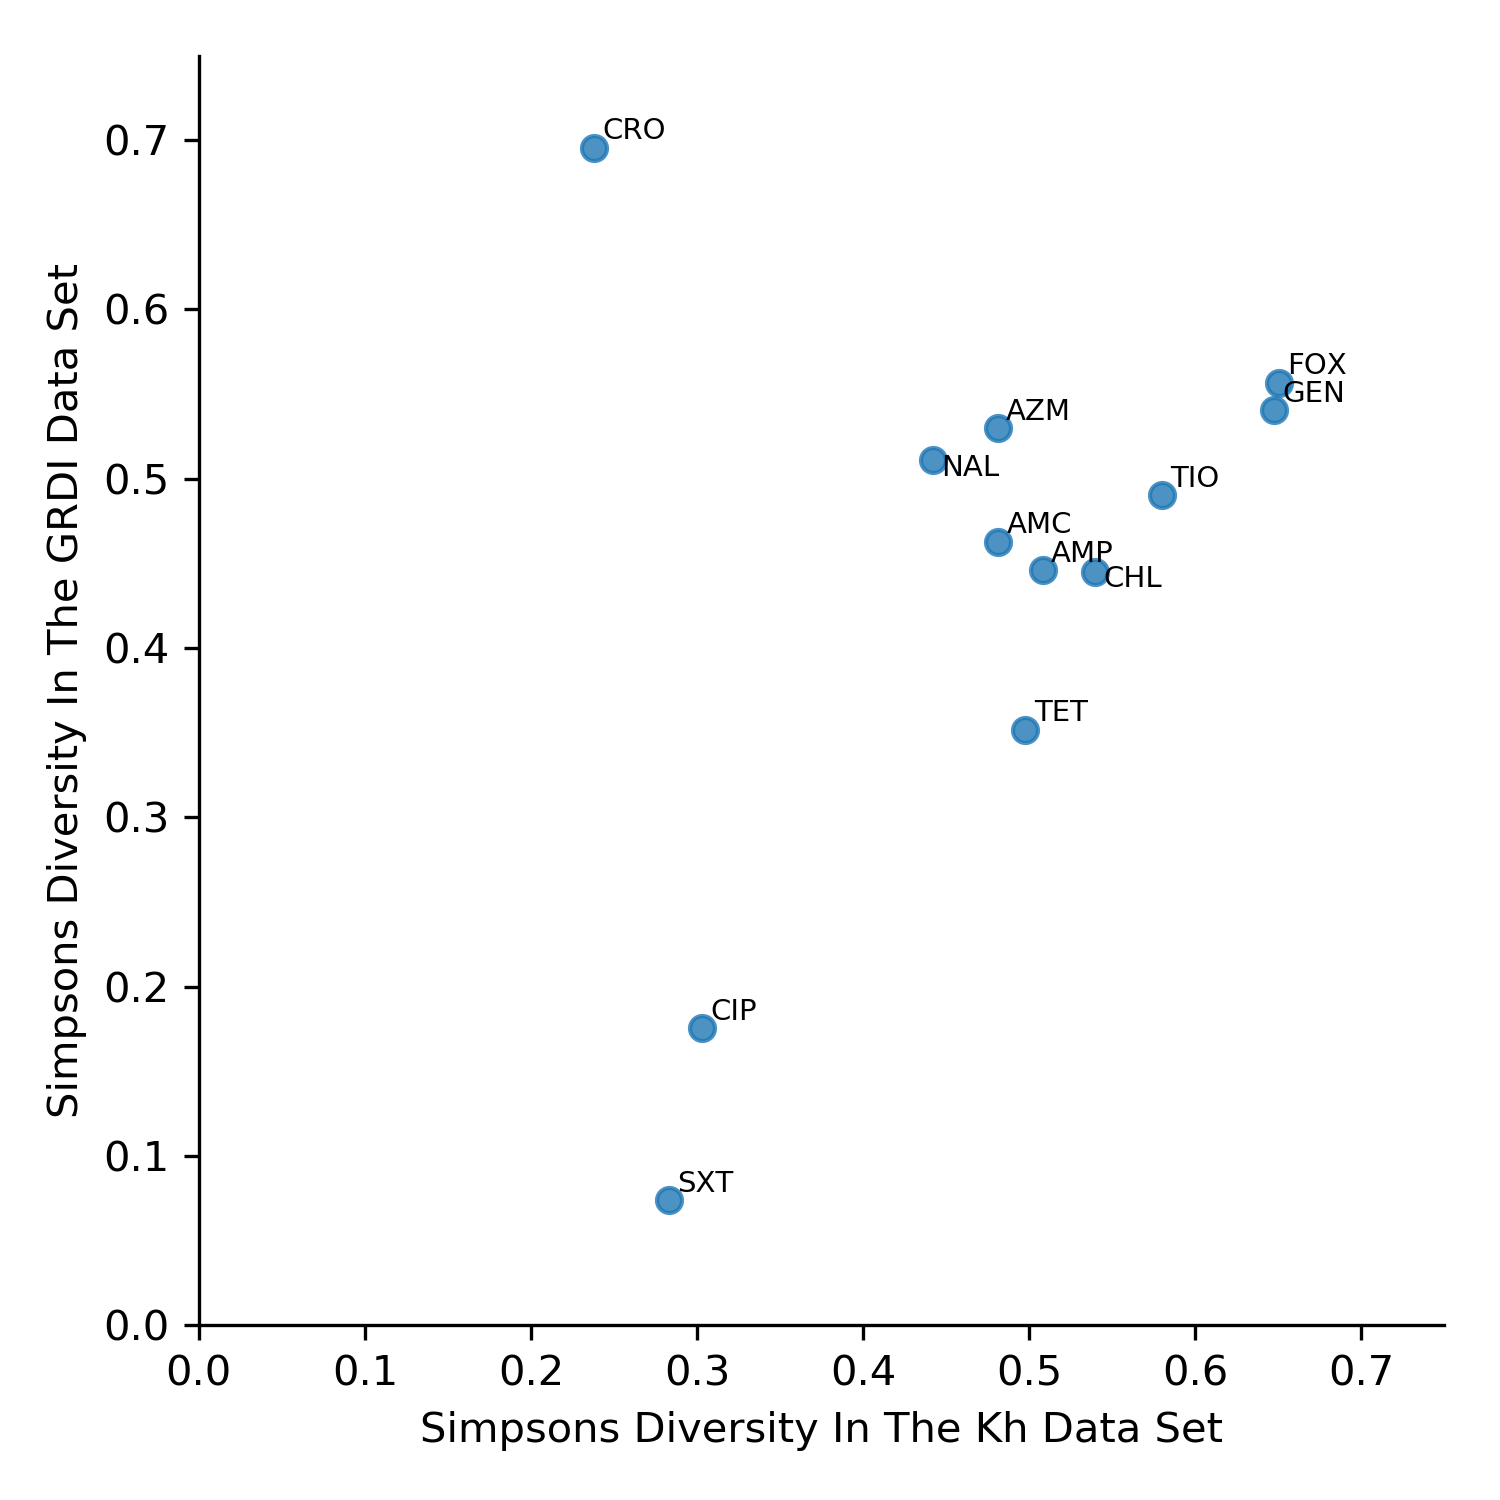 Simpsons Diversity In The GRDI Data Set
0.7
0.6
0.5
0.4
0.3
0.2
0.1
0.0
CRO
FOX
GEN
AZM
NAL
TIO
AMC
AMP
CHL
TET
CIP
SXT
0.0 0.1 0.2 0.3 0.4 0.5 0.6 0.7
Simpsons Diversity In The Kh Data Set